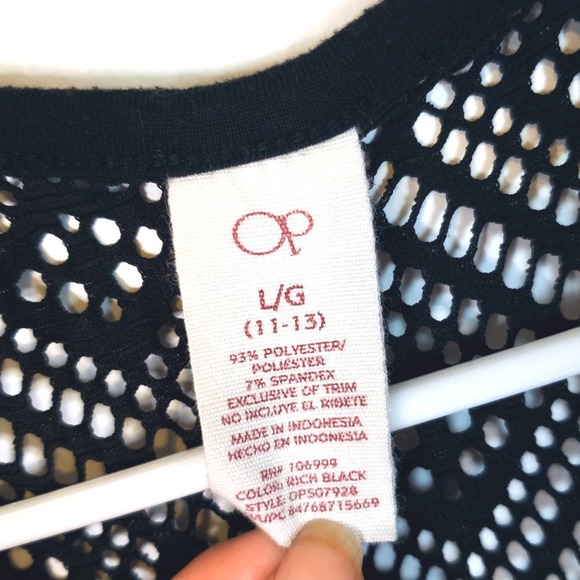 OP
L/G
(11-13)
93% POLYESTER/
POLIESTER
7% SPANDEX
EXCLUSIVE OF TRIM
NO INCLUYE EL RIBETE
MADE IN INDONESIA
HECHO EN INDONESIA
RN# 106999
COLOR: RICH BLACK
STYLE: OPS07928
84768715669